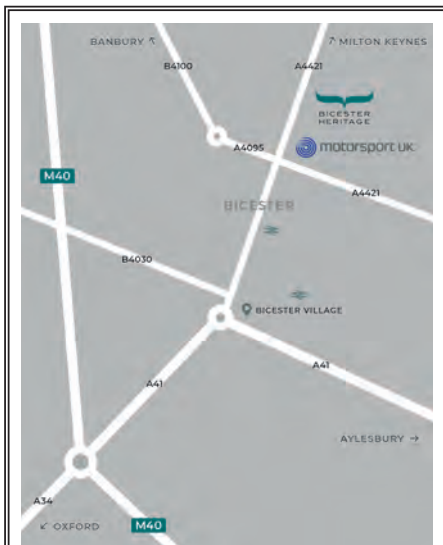 BANBURY ↖
↗ MILTON KEYNES
B4100
A4421
BICESTER
HERITAGE
A4095
motorsport UK
M40
A4421
BICESTER
B4030
BICESTER VILLAGE
A41
A41
AYLESBURY →
A34
↙ OXFORD
M40